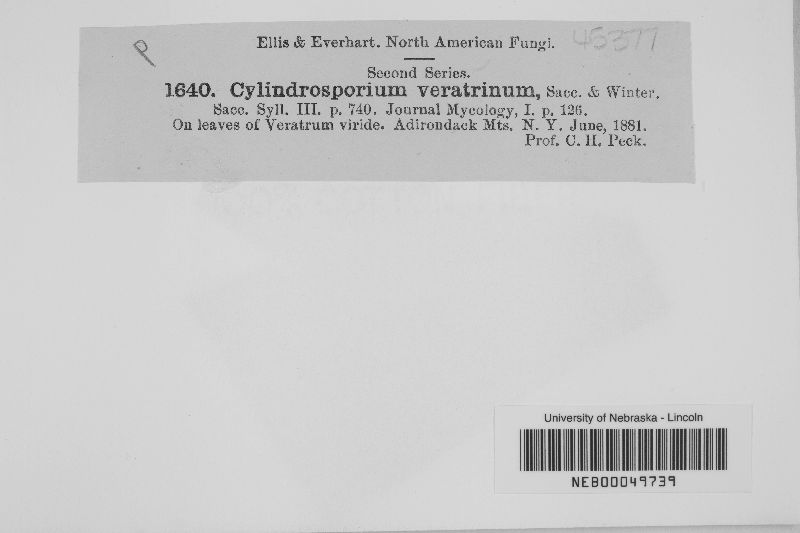 P
Ellis & Everhart. North American Fungi.
45377
Second Series.
1640. Cylindrosporium veratrinum, Sacc. & Winter.
Sacc. Syll. III. p. 740. Journal Mycology, I. p. 126.
On leaves of Veratrum viride. Adirondack Mts. N. Y. June, 1881.
Prof. C. H. Peck.
University of Nebraska - Lincoln
NEB00049739